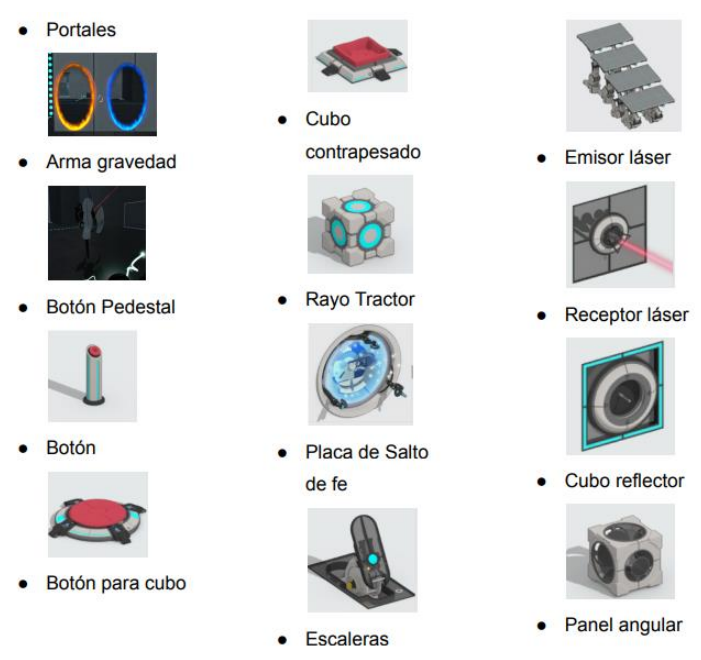 ● Portales
● Arma gravedad
● Botón Pedestal
● Botón
● Botón para cubo
● Cubo
contrapesado
● Rayo Tractor
● Placa de Salto
de fe
● Escaleras
● Emisor láser
● Receptor láser
● Cubo reflector
● Panel angular